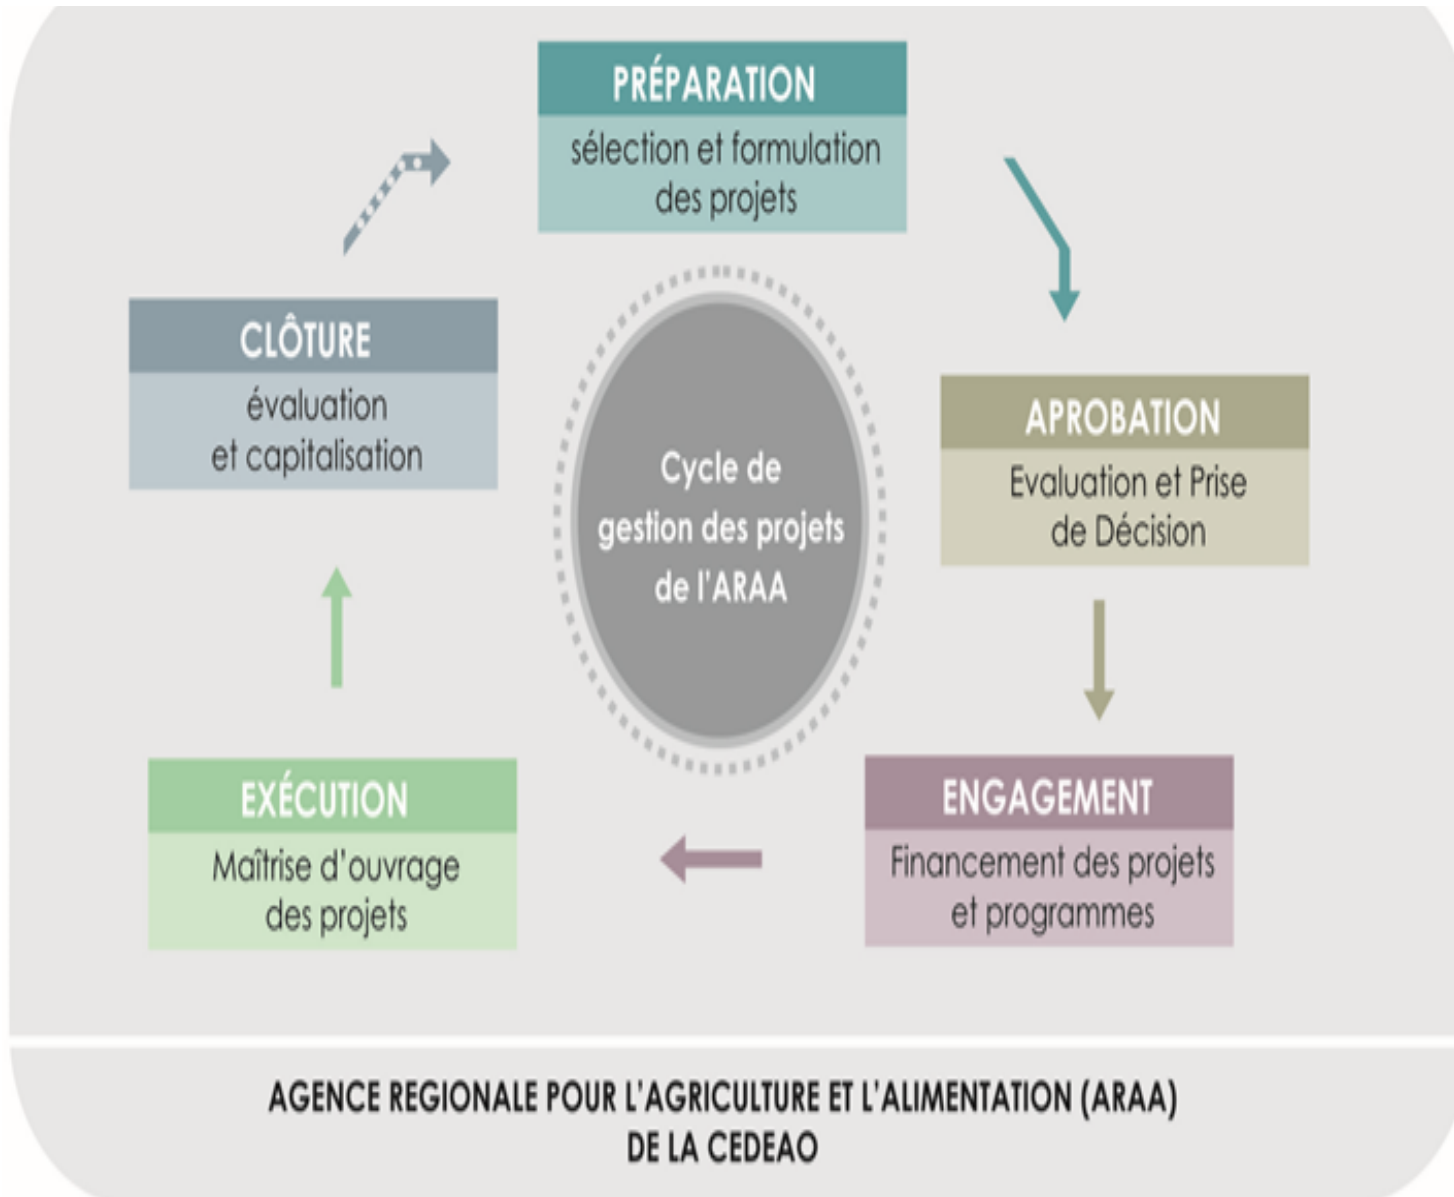 PRÉPARATION
sélection et formulation
des projets
CLÔTURE
évaluation
et capitalisation
APROBATION
Evaluation et Prise
de Décision
Cycle de
gestion des projets
de l'ARAA
EXÉCUTION
Maîtrise d'ouvrage
des projets
ENGAGEMENT
Financement des projets
et programmes
AGENCE REGIONALE POUR L'AGRICULTURE ET L'ALIMENTATION (ARAA)
DE LA CEDEAO